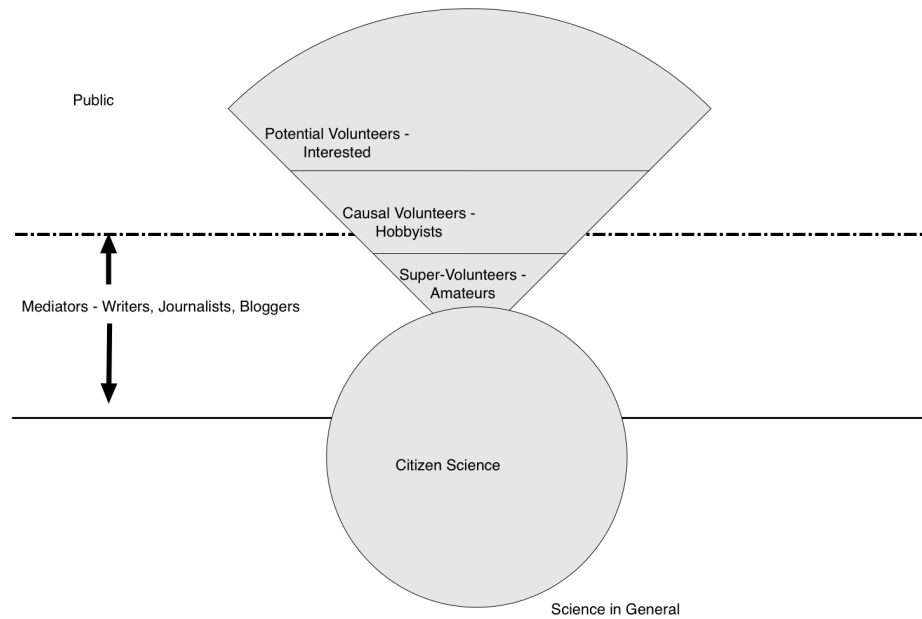 Public
Potential Volunteers -
Interested
Causal Volunteers -
Hobbyists
Super-Volunteers -
Amateurs
Mediators - Writers, Journalists, Bloggers
Citizen Science
Science in General